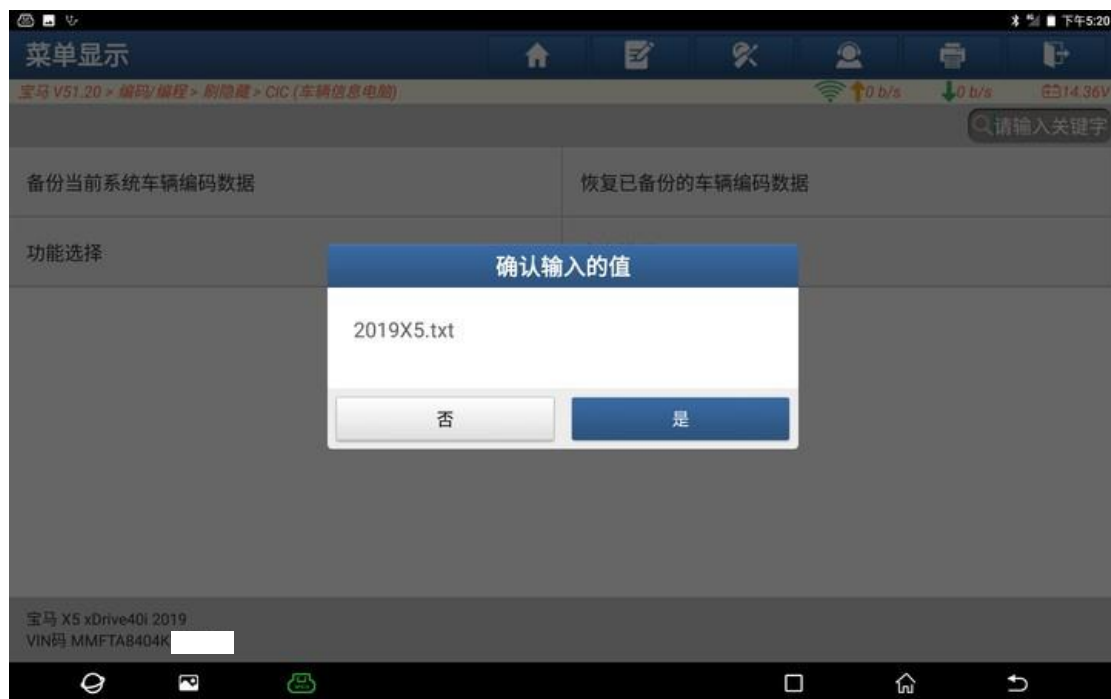 下午5:20
菜单显示
宝马 V51.20 > 编码/编程 > 刷隐藏 > CIC (车辆信息电脑)
0 b/s
0 b/s
14.36V
请输入关键字
备份当前系统车辆编码数据
恢复已备份的车辆编码数据
功能选择
确认输入的值
2019X5.txt
否
是
宝马 X5 xDrive40i 2019
VIN码 MMFTA8404K